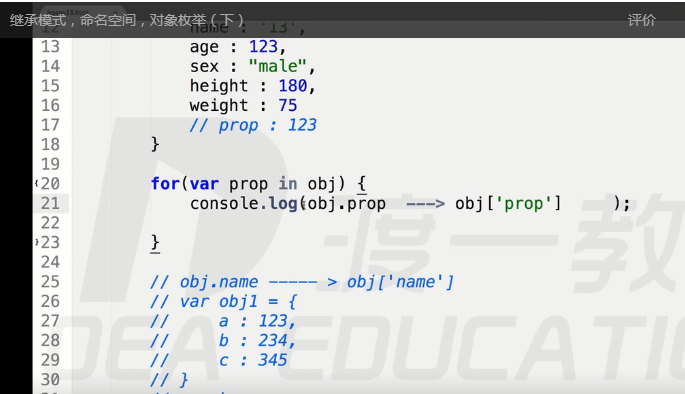 继承模式，命名空间，对象枚举（下） 评价
12 name : '13',
13 age : 123,
14 sex : "male",
15 height : 180,
16 weight : 75
17 // prop : 123
18 }
19
20 for(var prop in obj) {
21 console.log(obj.prop ---> obj['prop'] );
22
23 }
24
25 // obj.name ----- > obj['name']
26 // var obj1 = {
27 // a : 123,
28 // b : 234,
29 // c : 345
30 // }
渡一教
IDEA EDUCATIO